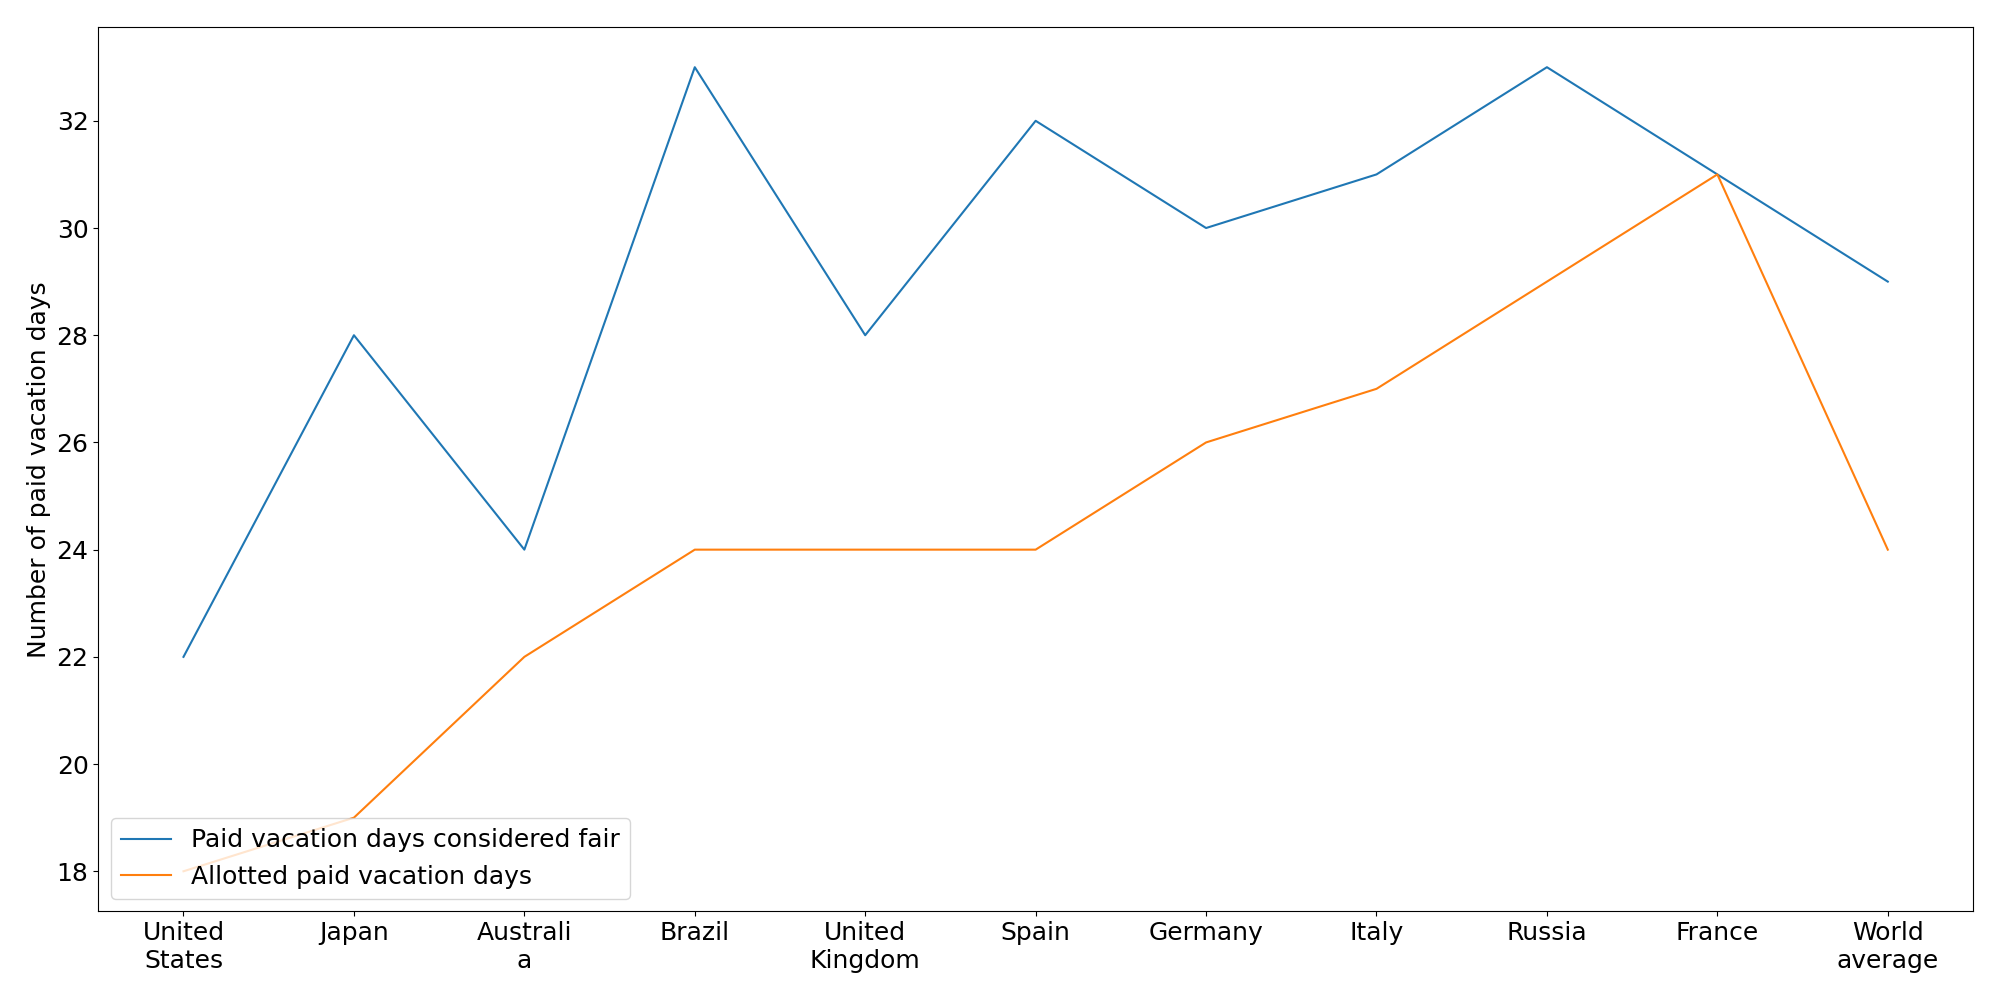 Number of paid vacation days
32
30
28
26
24
22
20
18
Paid vacation days considered fair
Allotted paid vacation days
United
States
Japan
Australi
a
Brazil
United
Kingdom
Spain
Germany
Italy
Russia
France
World
average